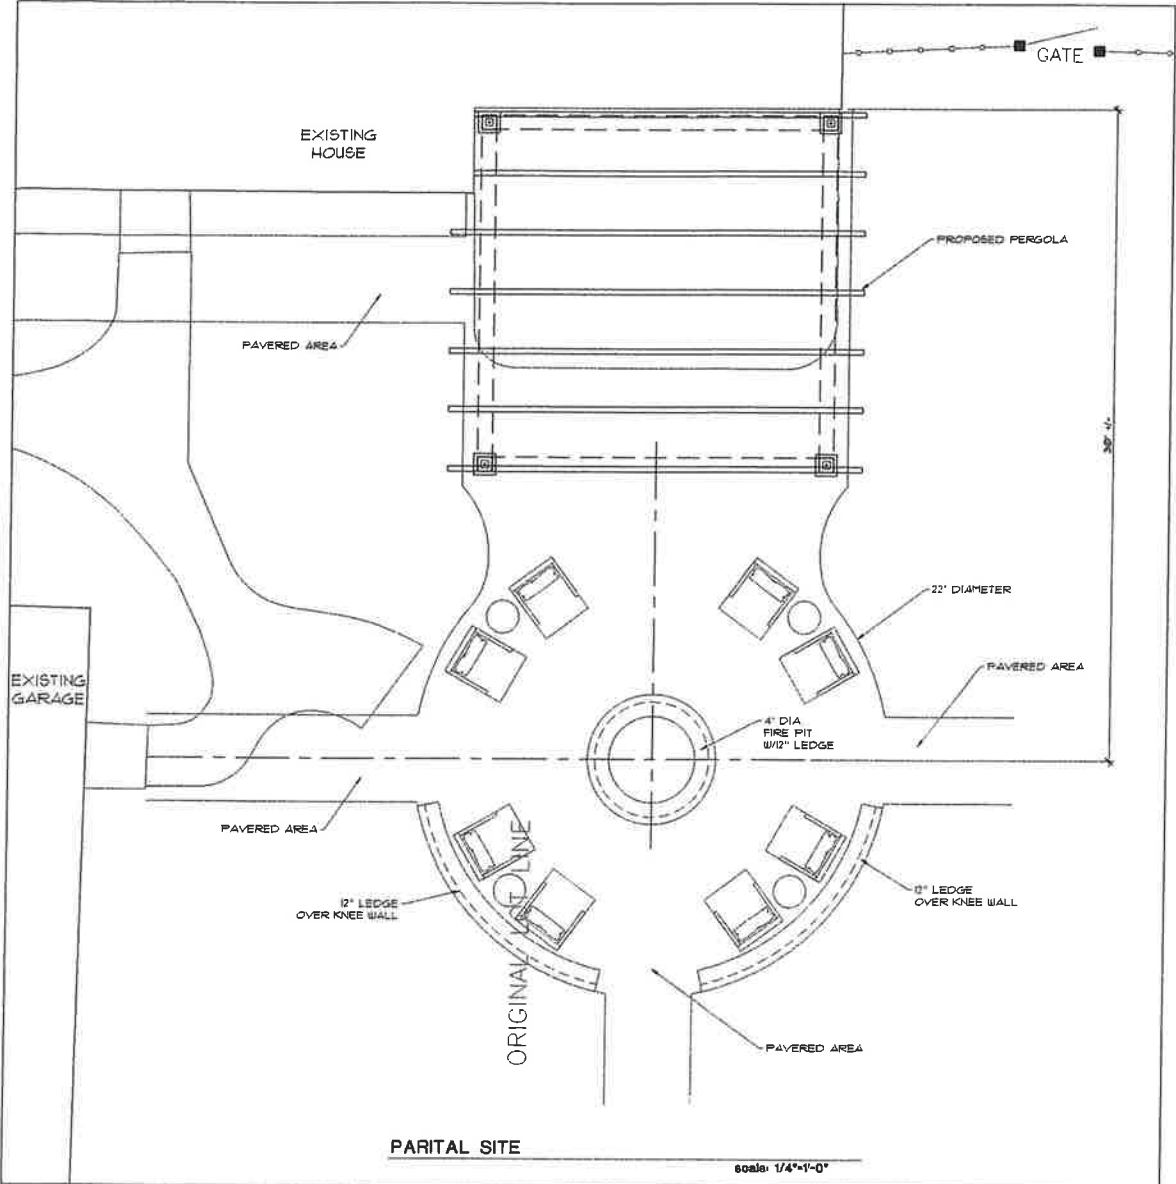 GATE
EXISTING
HOUSE
PROPOSED PERGOLA
PAVERED AREA
30' +/-
22' DIAMETER
EXISTING
GARAGE
PAVERED AREA
4' DIA
FIRE PIT
W/12" LEDGE
PAVERED AREA
12" LEDGE
OVER KNEE WALL
12" LEDGE
OVER KNEE WALL
ORIGINAL LOT LINE
PAVERED AREA
PARITAL SITE
scale: 1/4"=1'-0"